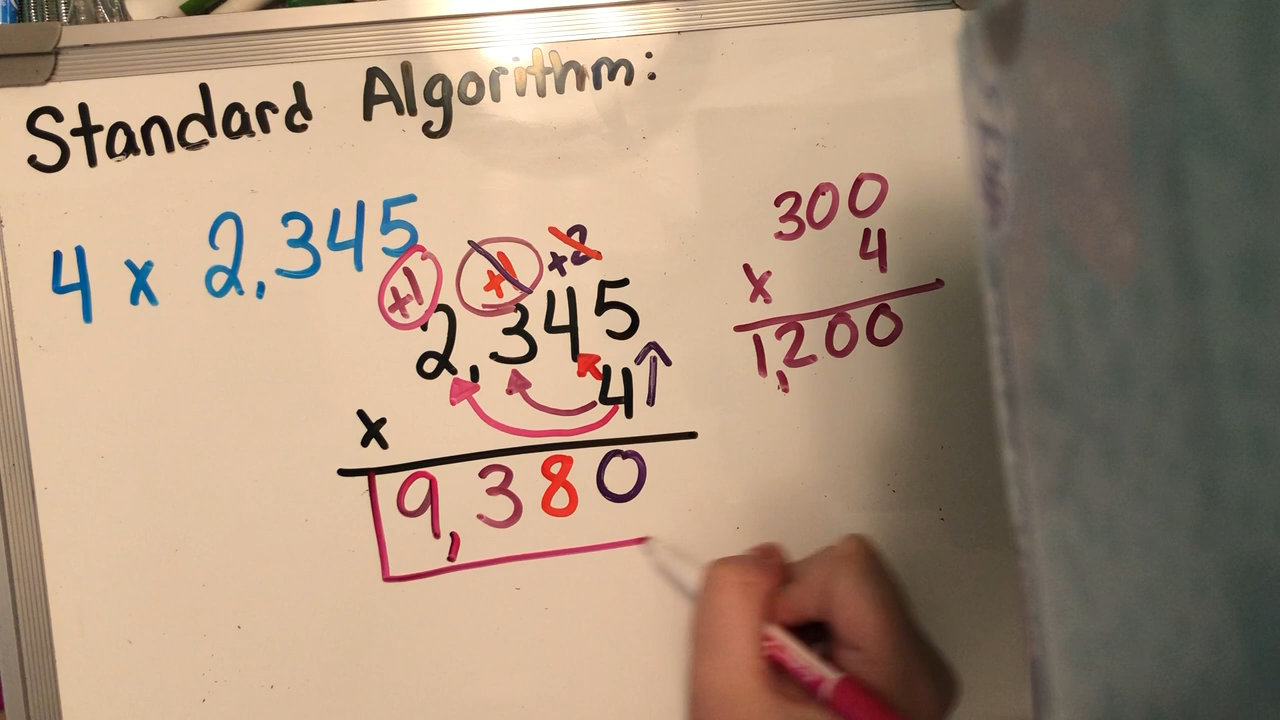 Standard Algorithm:
4 x 2,345
+1 +1 +2
2,345
x 4
9,380
300
x 4
1,200